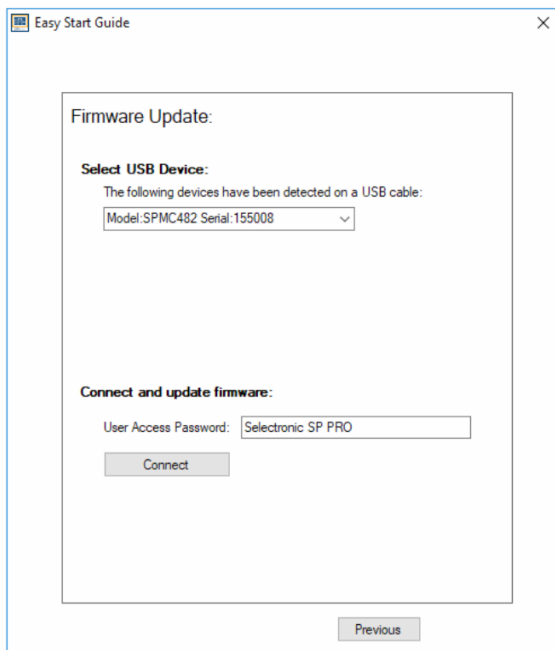 Easy Start Guide
Firmware Update:
Select USB Device:
The following devices have been detected on a USB cable:
Model:SPMC482 Serial:155008
Connect and update firmware:
User Access Password: Selectronic SP PRO
Connect
Previous